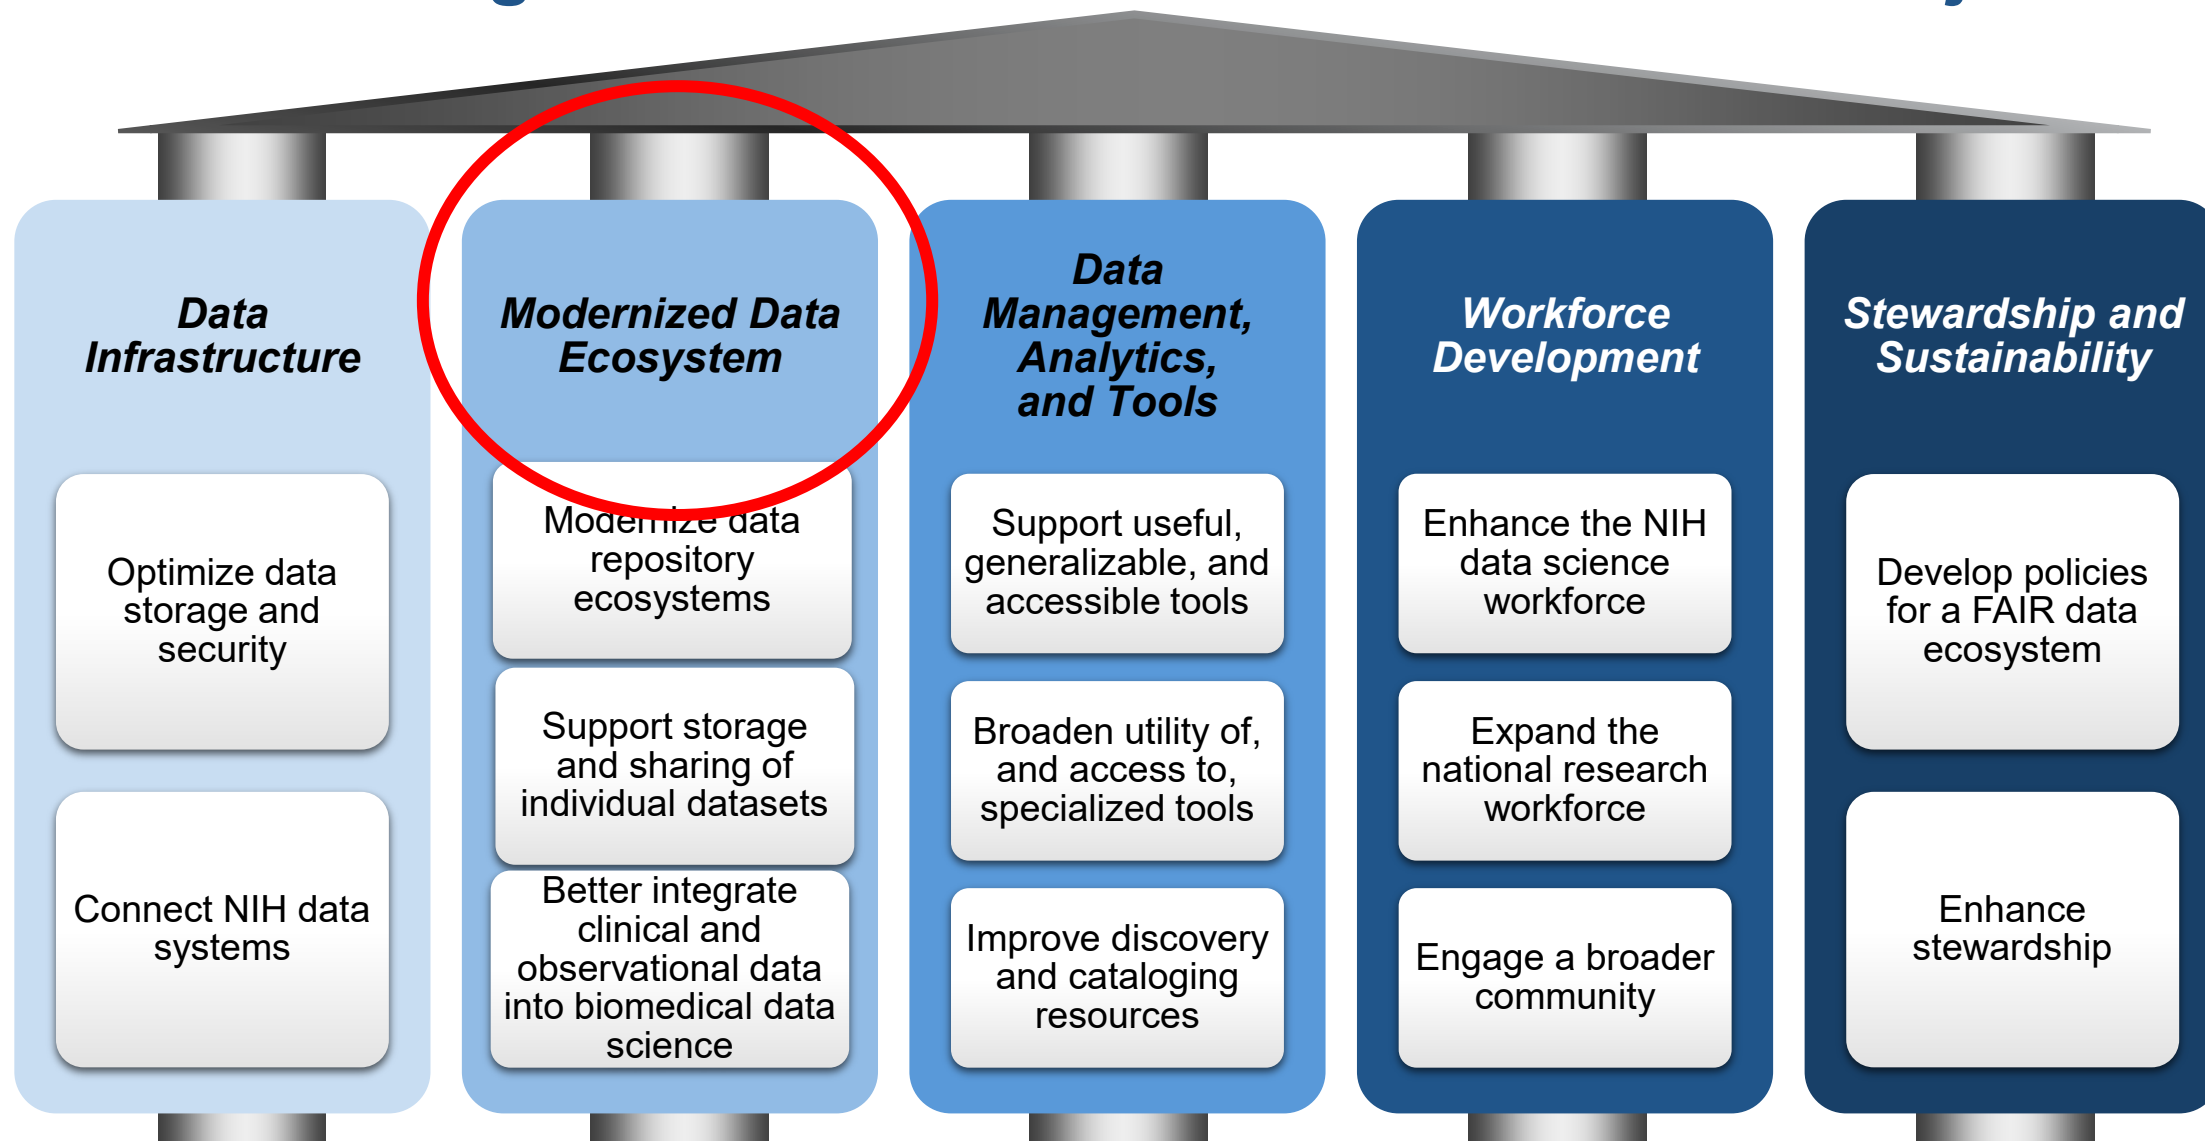 Data
Infrastructure
Optimize data
storage and
security
Connect NIH data
systems
Modernized Data
Ecosystem
Modernize data
repository
ecosystems
Support storage
and sharing of
individual datasets
Better integrate
clinical and
observational data
into biomedical data
science
Data
Management,
Analytics,
and Tools
Support useful,
generalizable, and
accessible tools
Broaden utility of,
and access to,
specialized tools
Improve discovery
and cataloging
resources
Workforce
Development
Enhance the NIH
data science
workforce
Expand the
national research
workforce
Engage a broader
community
Stewardship and
Sustainability
Develop policies
for a FAIR data
ecosystem
Enhance
stewardship